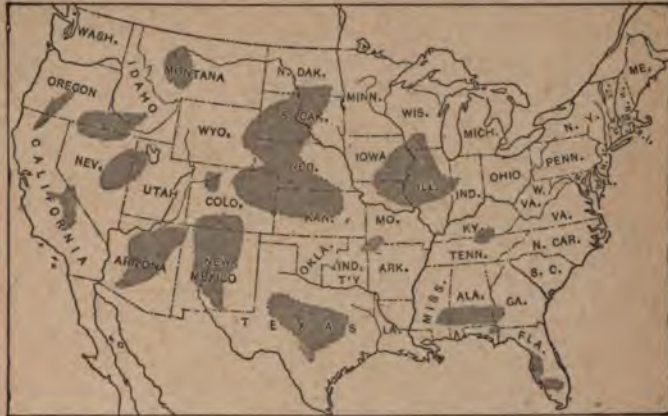 WASH.
MONTANA
N. DAK.
MINN.
ME.
OREGON
IDAHO
WIS.
MICH.
N. Y.
S. DAK.
WYO.
IOWA
PENN.
NEV.
NEB.
ILL.
IND.
OHIO
W. VA.
UTAH
COLO.
KAN.
MO.
KY.
VA.
CALIFORNIA
ARIZONA
NEW MEXICO
OKLA.
IND. T'Y
ARK.
TENN.
N. CAR.
S. C.
MISS.
ALA.
GA.
TEXAS
LA.
FLA.